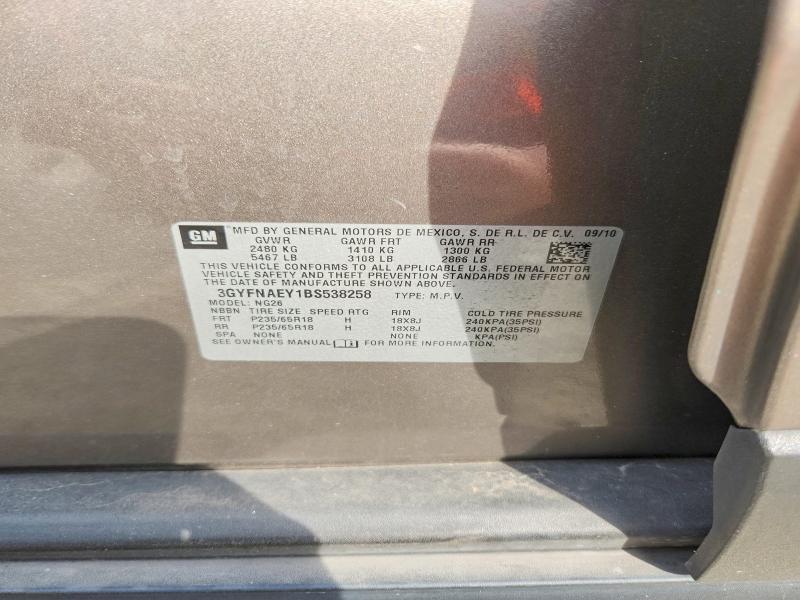 GM MFD BY GENERAL MOTORS DE MEXICO, S. DE R.L. DE C.V. 09/10
GVWR GAWR FRT GAWR RR
2480 KG 1410 KG 1300 KG
5467 LB 3108 LB 2866 LB
THIS VEHICLE CONFORMS TO ALL APPLICABLE U.S. FEDERAL MOTOR
VEHICLE SAFETY AND THEFT PREVENTION STANDARDS IN EFFECT ON
THE DATE OF MANUFACTURE SHOWN ABOVE.
3GYFNAEY1BS538258 TYPE: M.P.V.
MODEL: NG26
NBBN TIRE SIZE SPEED RTG RIM COLD TIRE PRESSURE
FRT P235/65R18 H 18X8J 240KPA(35PSI)
RR P235/65R18 H 18X8J 240KPA(35PSI)
SPA NONE NONE KPA(PSI)
SEE OWNER'S MANUAL FOR MORE INFORMATION.